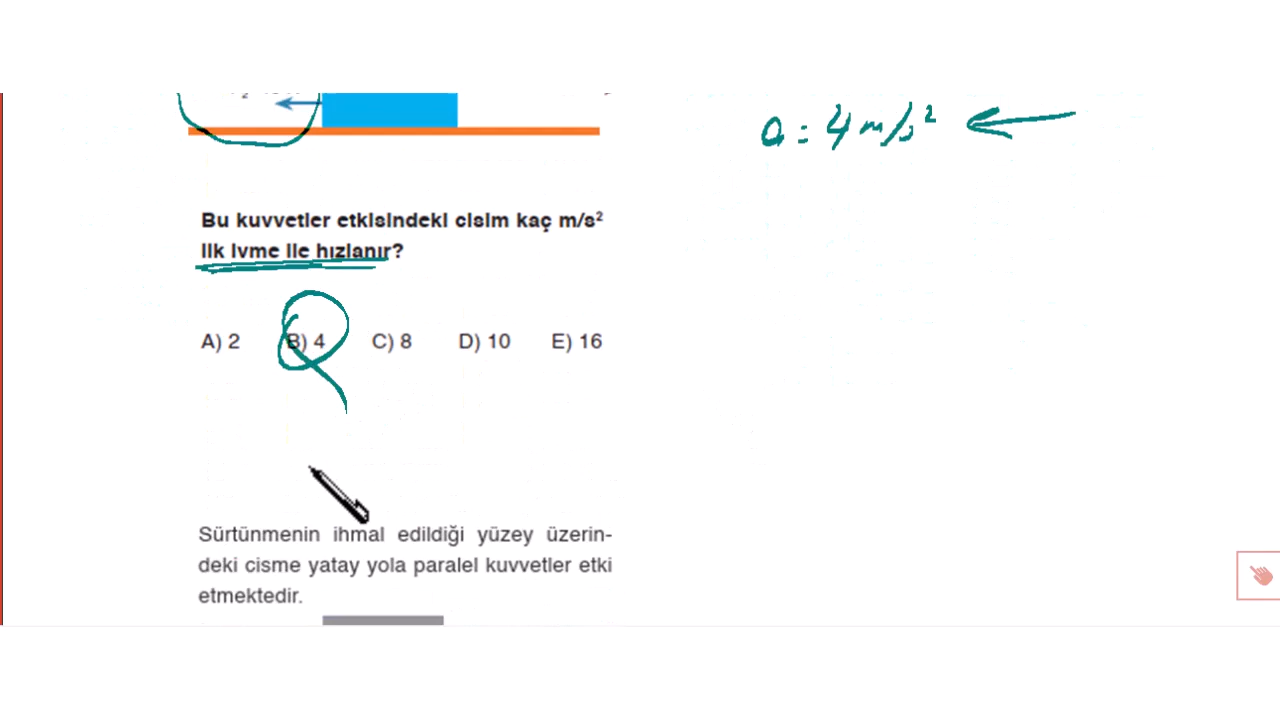 a = 4 m/s²
Bu kuvvetler etkisindeki cisim kaç m/s²
ilk ivme ile hızlanır?
A) 2 B) 4 C) 8 D) 10 E) 16
Sürtünmenin ihmal edildiği yüzey üzerin-
deki cisme yatay yola paralel kuvvetler etki
etmektedir.